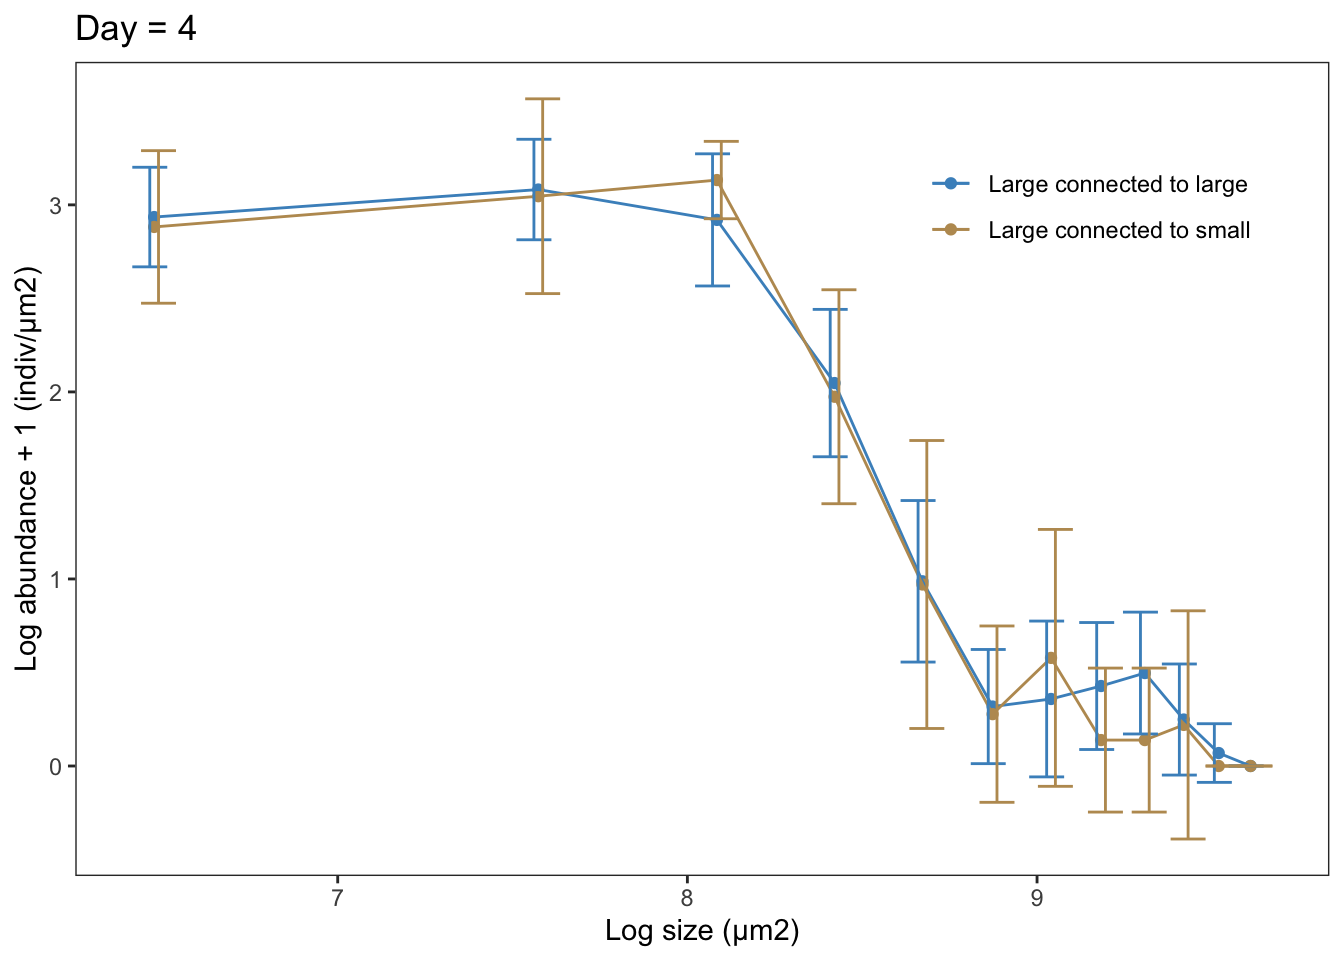 Day = 4
Log abundance + 1 (indiv/µm2)
3
2
1
0
Large connected to large
Large connected to small
7
8
9
Log size (µm2)